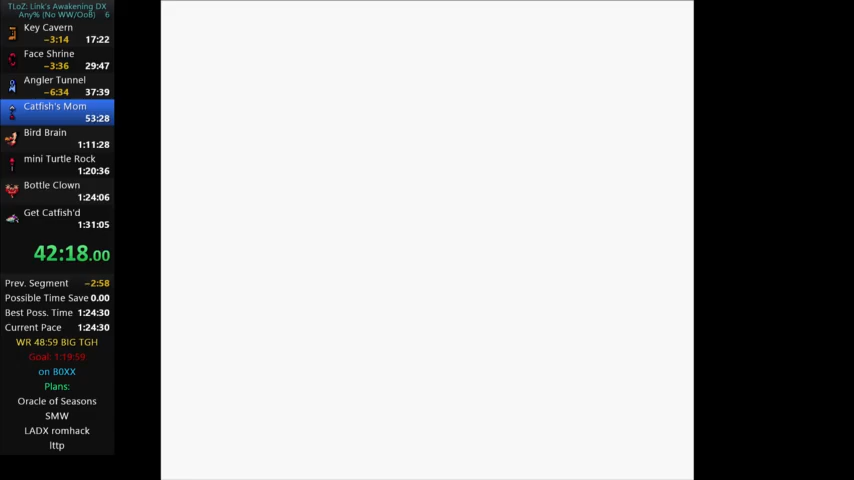 TLoZ: Link's Awakening DX
Any% (No WW/OoB) 6
Key Cavern
−3:14 17:22
Face Shrine
−3:36 29:47
Angler Tunnel
−6:34 37:39
Catfish's Mom
53:28
Bird Brain
1:11:28
mini Turtle Rock
1:20:36
Bottle Clown
1:24:06
Get Catfish'd
1:31:05
42:18.00
Prev. Segment −2:58
Possible Time Save 0.00
Best Poss. Time 1:24:30
Current Pace 1:24:30
WR 48:59 BIG TGH
Goal: 1:19:59
on B0XX
Plans:
Oracle of Seasons
SMW
LADX romhack
lttp